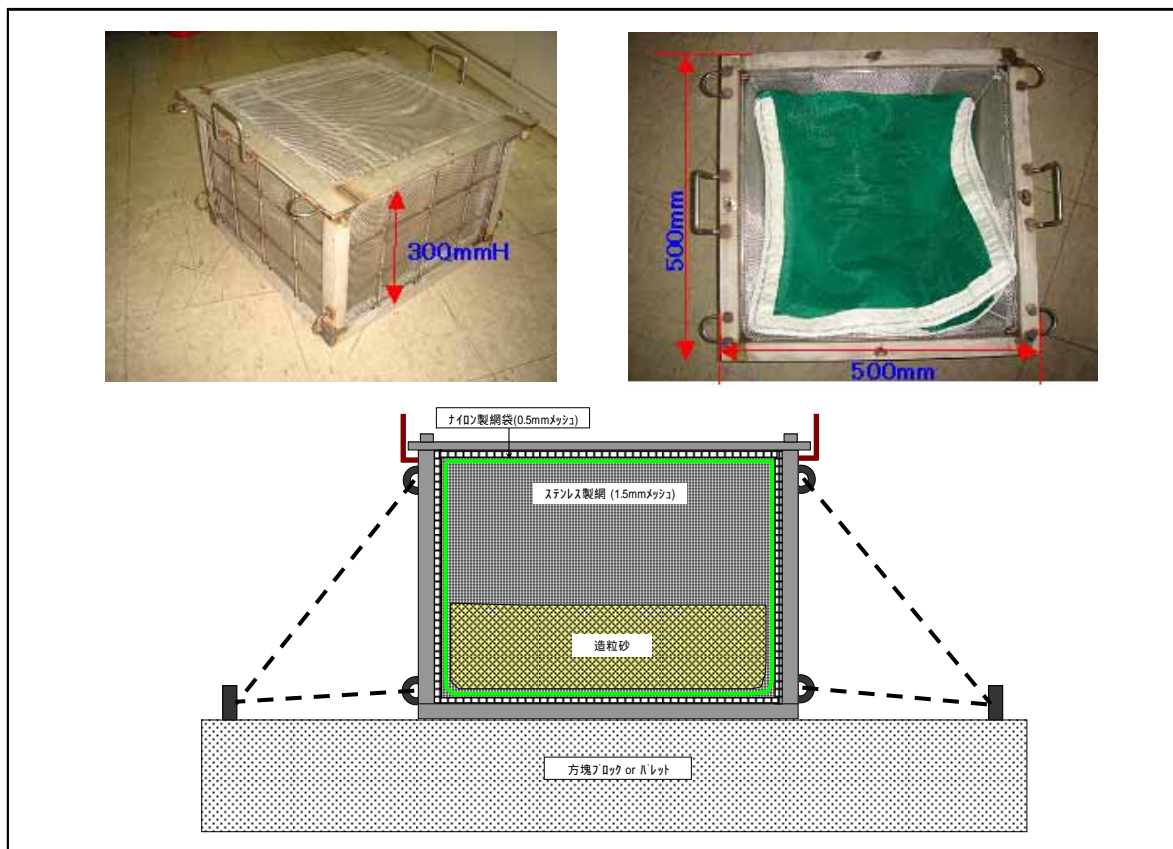 300mmH
500mm
500mm
ﾅｲﾛﾝ製網袋(0.5mmﾒｯｼｭ)
ｽﾃﾝﾚｽ製網 (1.5mmﾒｯｼｭ)
造粒砂
方塊ﾌﾞﾛｯｸ or ﾊﾟﾚｯﾄ